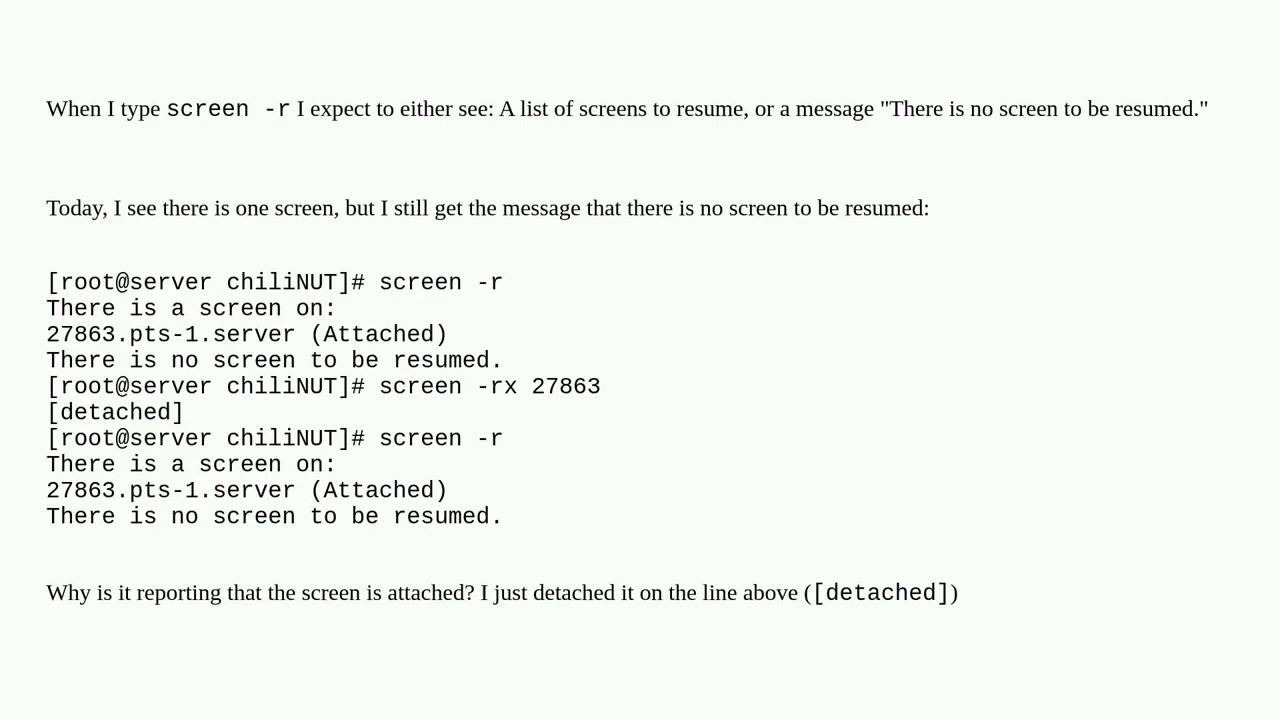 When I type screen -r I expect to either see: A list of screens to resume, or a message "There is no screen to be resumed."
Today, I see there is one screen, but I still get the message that there is no screen to be resumed:
[root@server chiliNUT]# screen -r
There is a screen on:
27863.pts-1.server (Attached)
There is no screen to be resumed.
[root@server chiliNUT]# screen -rx 27863
[detached]
[root@server chiliNUT]# screen -r
There is a screen on:
27863.pts-1.server (Attached)
There is no screen to be resumed.
Why is it reporting that the screen is attached? I just detached it on the line above ([detached])